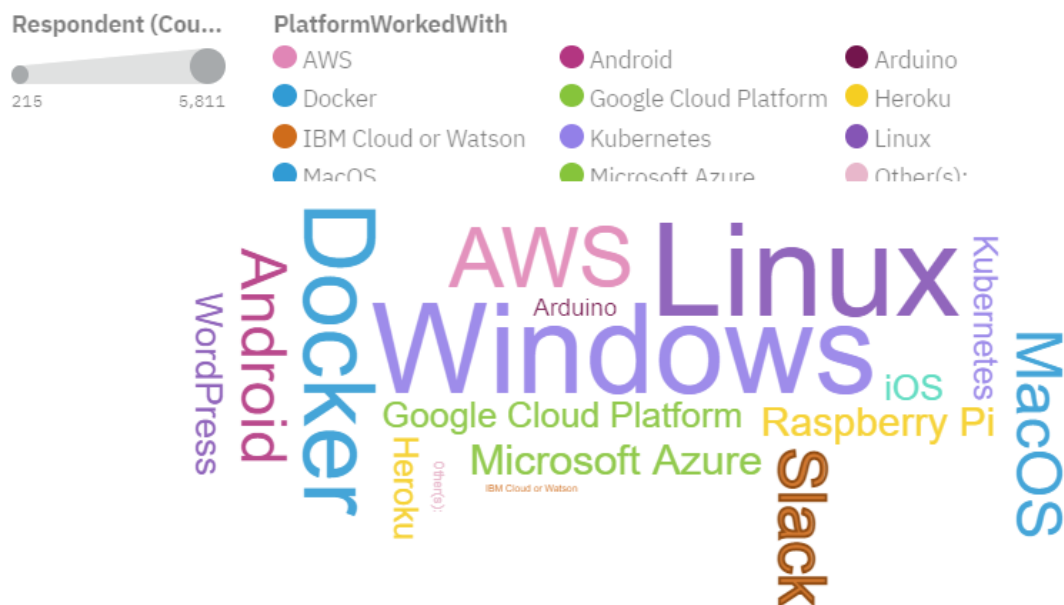 Respondent (Cou... PlatformWorkedWith
215 5,811
AWS Android Arduino
Docker Google Cloud Platform Heroku
IBM Cloud or Watson Kubernetes Linux
MacOS Microsoft Azure Other(s):
WordPress
Android
Docker
AWS
Linux
Kubernetes
Arduino
Windows
iOS
MacOS
Google Cloud Platform
Raspberry Pi
Heroku
Other(s):
Microsoft Azure
IBM Cloud or Watson
Slack